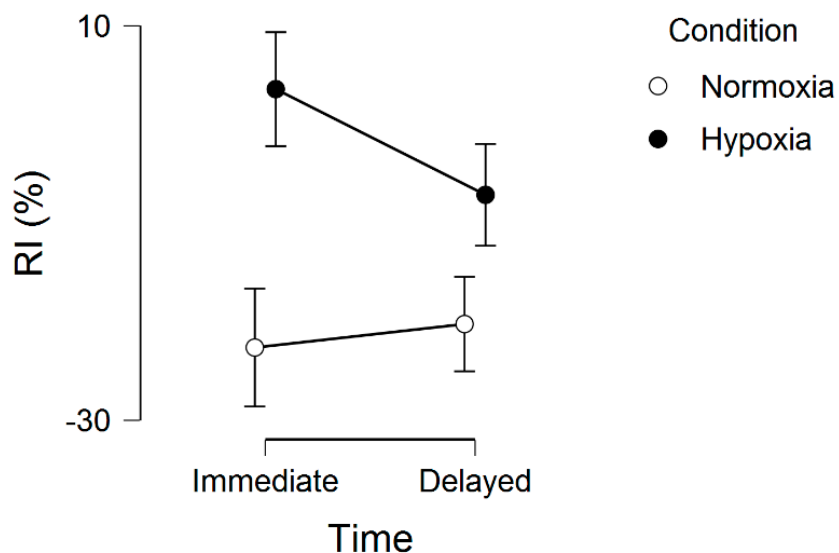 10
Condition
Normoxia
Hypoxia
RI (%)
-30
Immediate
Delayed
Time